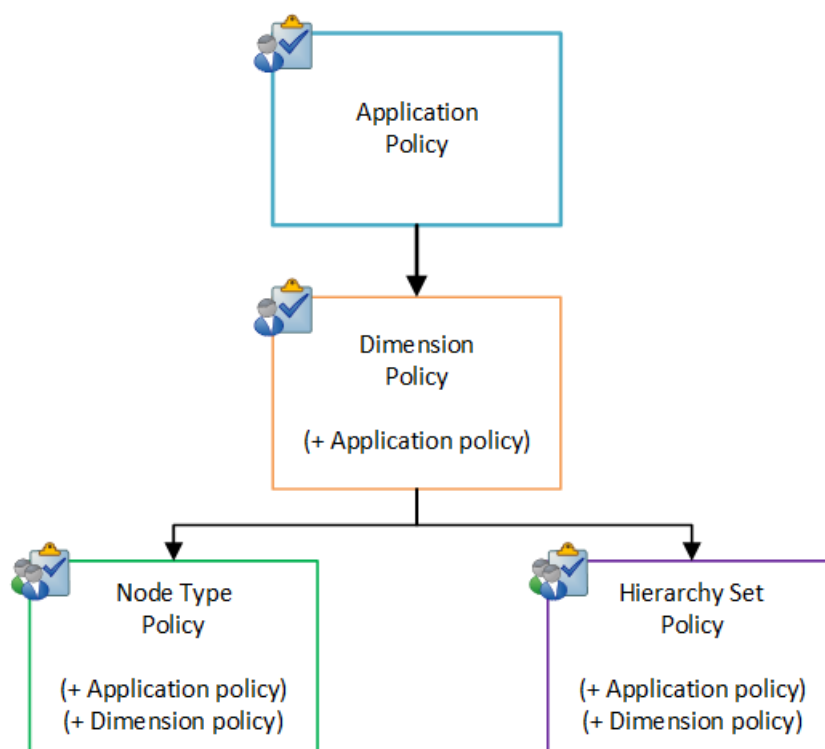 Application
Policy
Dimension
Policy
(+ Application policy)
Node Type
Policy
(+ Application policy)
(+ Dimension policy)
Hierarchy Set
Policy
(+ Application policy)
(+ Dimension policy)